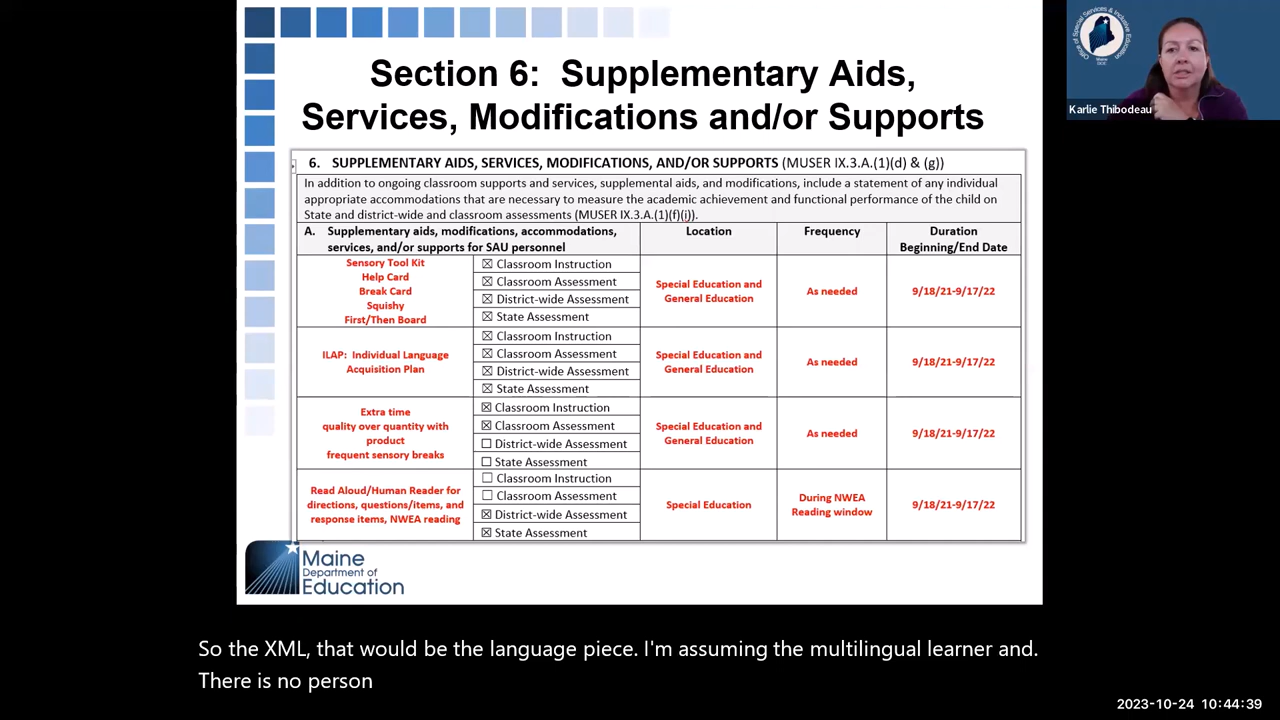 Section 6:  Supplementary Aids,
Services, Modifications and/or Supports
6. SUPPLEMENTARY AIDS, SERVICES, MODIFICATIONS, AND/OR SUPPORTS (MUSER IX.3.A.(1)(d) & (g))
In addition to ongoing classroom supports and services, supplemental aids, and modifications, include a statement of any individual
appropriate accommodations that are necessary to measure the academic achievement and functional performance of the child on
State and district-wide and classroom assessments (MUSER IX.3.A.(1)(f)(i)).
A. Supplementary aids, modifications, accommodations,
services, and/or supports for SAU personnel
Location
Frequency
Duration
Beginning/End Date
Sensory Tool Kit
Help Card
Break Card
Squishy
First/Then Board
☒ Classroom Instruction
☒ Classroom Assessment
☒ District-wide Assessment
☒ State Assessment
Special Education and
General Education
As needed
9/18/21-9/17/22
ILAP: Individual Language
Acquisition Plan
☒ Classroom Instruction
☒ Classroom Assessment
☒ District-wide Assessment
☒ State Assessment
Special Education and
General Education
As needed
9/18/21-9/17/22
Extra time
quality over quantity with
product
frequent sensory breaks
☒ Classroom Instruction
☒ Classroom Assessment
☐ District-wide Assessment
☐ State Assessment
Special Education and
General Education
As needed
9/18/21-9/17/22
Read Aloud/Human Reader for
directions, questions/items, and
response items, NWEA reading
☐ Classroom Instruction
☐ Classroom Assessment
☒ District-wide Assessment
☒ State Assessment
Special Education
During NWEA
Reading window
9/18/21-9/17/22
Maine
Department of
Education
Office of Special Services & Inclusive Education
Maine
DOE
Karlie Thibodeau
So the XML, that would be the language piece. I'm assuming the multilingual learner and.
There is no person
2023-10-24 10:44:39